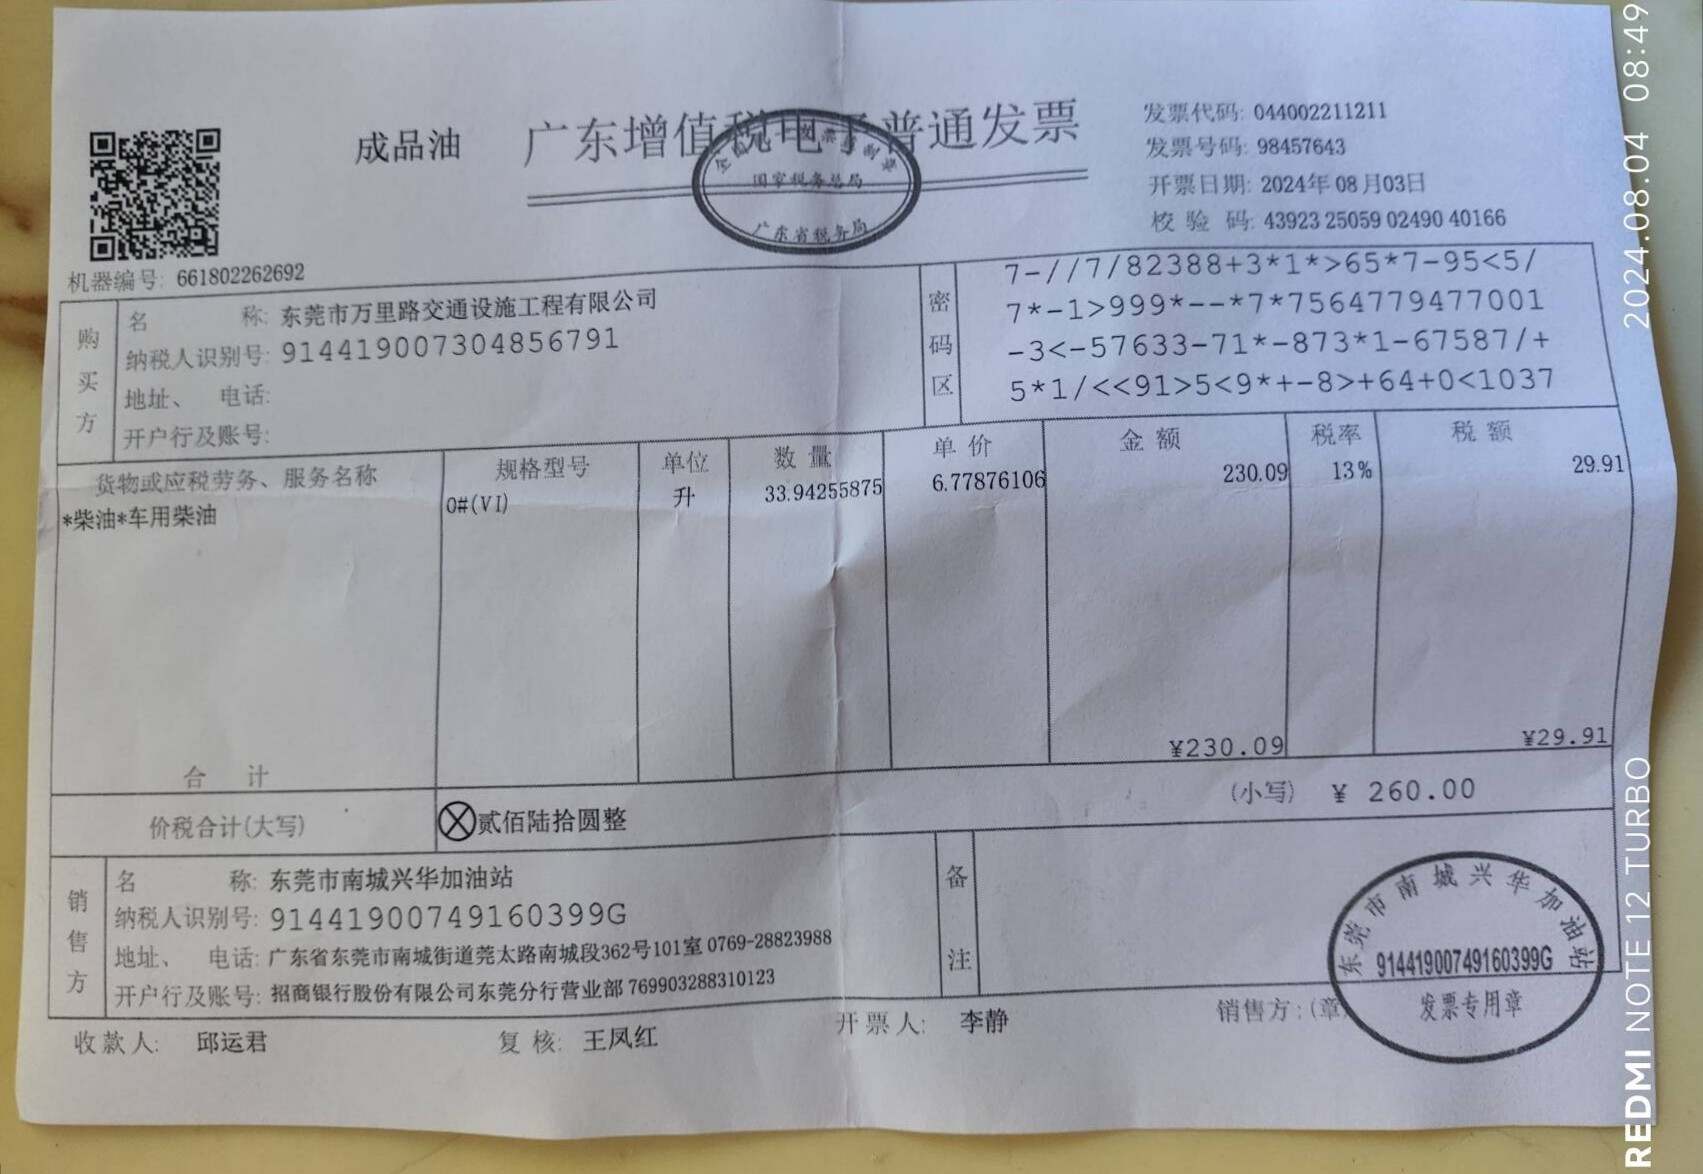 成品油 广东增值税电子普通发票
国家税务总局
广东省税务局
发票代码: 044002211211
发票号码: 98457643
开票日期: 2024年08月03日
校验码: 43923 25059 02490 40166
机器编号: 661802262692
购买方
名称: 东莞市万里路交通设施工程有限公司
纳税人识别号: 914419007304856791
地址、电话:
开户行及账号:
密码区
7-//7/82388+3*1*>65*7-95<5/
7*-1>999*--*7*7564779477001
-3<-57633-71*-873*1-67587/+
5*1/<<91>5<9*+-8>+64+0<1037
货物或应税劳务、服务名称 规格型号 单位 数量 单价 金额 税率 税额
*柴油*车用柴油 0#(VI) 升 33.94255875 6.77876106 230.09 13% 29.91
合计 ¥230.09 ¥29.91
价税合计(大写) 贰佰陆拾圆整 (小写) ¥ 260.00
销售方
名称: 东莞市南城兴华加油站
纳税人识别号: 91441900749160399G
地址、电话: 广东省东莞市南城街道莞太路南城段362号101室 0769-28823988
开户行及账号: 招商银行股份有限公司东莞分行营业部 769903288310123
备注
收款人: 邱运君 复核: 王凤红 开票人: 李静 销售方:(章)
东莞市南城兴华加油站
91441900749160399G
发票专用章
REDMI NOTE 12 TURBO 2024.08.04 08:49